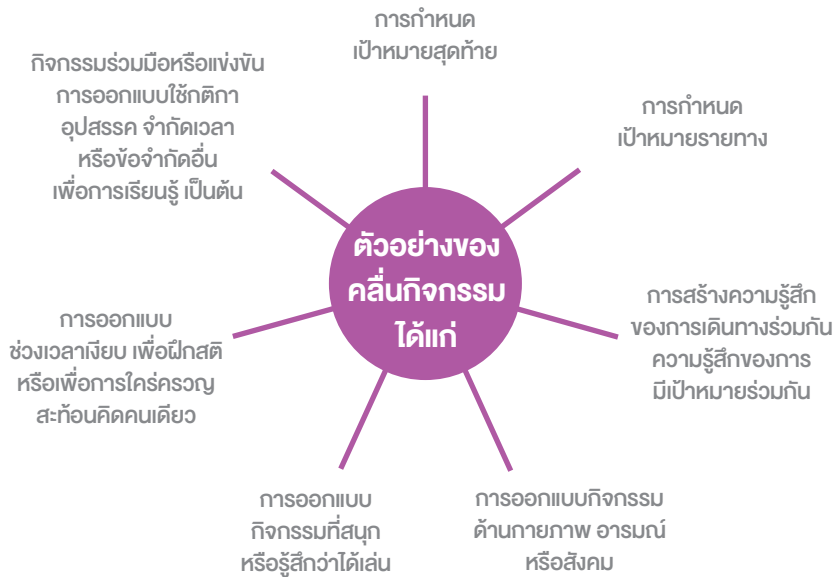 การกำหนด
เป้าหมายสุดท้าย
กิจกรรมร่วมมือหรือแข่งขัน
การออกแบบใช้กติกา
อุปสรรค จำกัดเวลา
หรือข้อจำกัดอื่น
เพื่อการเรียนรู้ เป็นต้น
การกำหนด
เป้าหมายรายทาง
ตัวอย่างของ
คลื่นกิจกรรม
ได้แก่
การสร้างความรู้สึก
ของการเดินทางร่วมกัน
ความรู้สึกของการ
มีเป้าหมายร่วมกัน
การออกแบบ
ช่วงเวลาเงียบ เพื่อฝึกสติ
หรือเพื่อการใคร่ครวญ
สะท้อนคิดคนเดียว
การออกแบบ
กิจกรรมที่สนุก
หรือรู้สึกว่าได้เล่น
การออกแบบกิจกรรม
ด้านกายภาพ อารมณ์
หรือสังคม